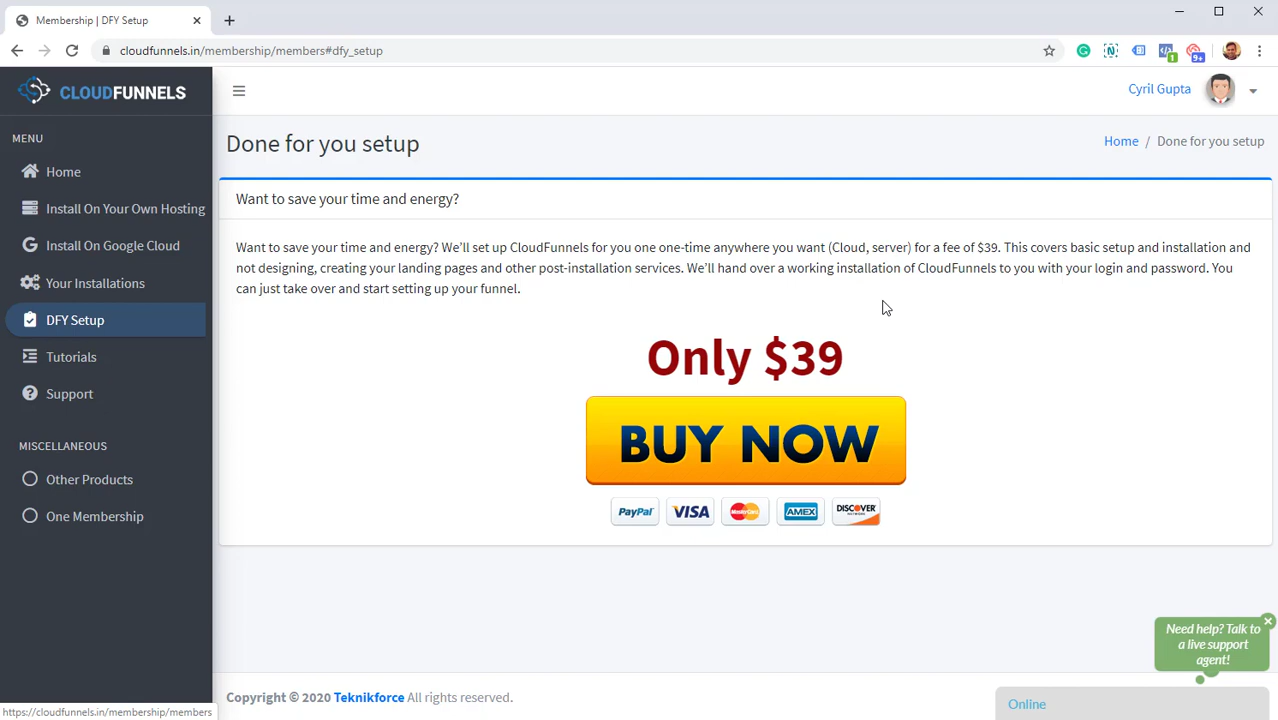 Membership | DFY Setup
cloudfunnels.in/membership/members#dfy_setup
1
9+
CLOUDFUNNELS
Cyril Gupta
MENU
Home
Install On Your Own Hosting
Install On Google Cloud
Your Installations
DFY Setup
Tutorials
Support
MISCELLANEOUS
Other Products
One Membership
Done for you setup
Home / Done for you setup
Want to save your time and energy?
Want to save your time and energy? We'll set up CloudFunnels for you one one-time anywhere you want (Cloud, server) for a fee of $39. This covers basic setup and installation and
not designing, creating your landing pages and other post-installation services. We'll hand over a working installation of CloudFunnels to you with your login and password. You
can just take over and start setting up your funnel.
Only $39
BUY NOW
PayPal VISA MasterCard AMEX DISCOVER NETWORK
Need help? Talk to
a live support
agent!
Copyright © 2020 Teknikforce All rights reserved.
Online
https://cloudfunnels.in/membership/members